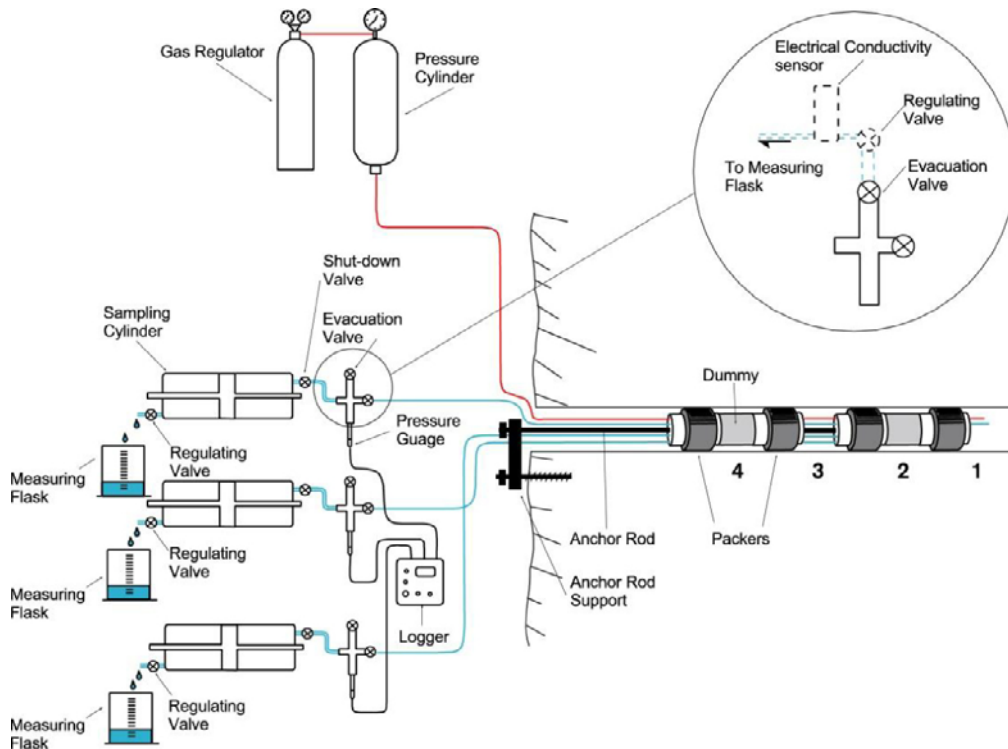 Gas Regulator
Pressure
Cylinder
Electrical Conductivity
sensor
Regulating
Valve
To Measuring
Flask
Evacuation
Valve
Shut-down
Valve
Sampling
Cylinder
Evacuation
Valve
Dummy
Pressure
Guage
Regulating
Valve
Measuring
Flask
4
3
2
1
Anchor Rod
Packers
Regulating
Valve
Anchor Rod
Support
Measuring
Flask
Logger
Regulating
Valve
Measuring
Flask